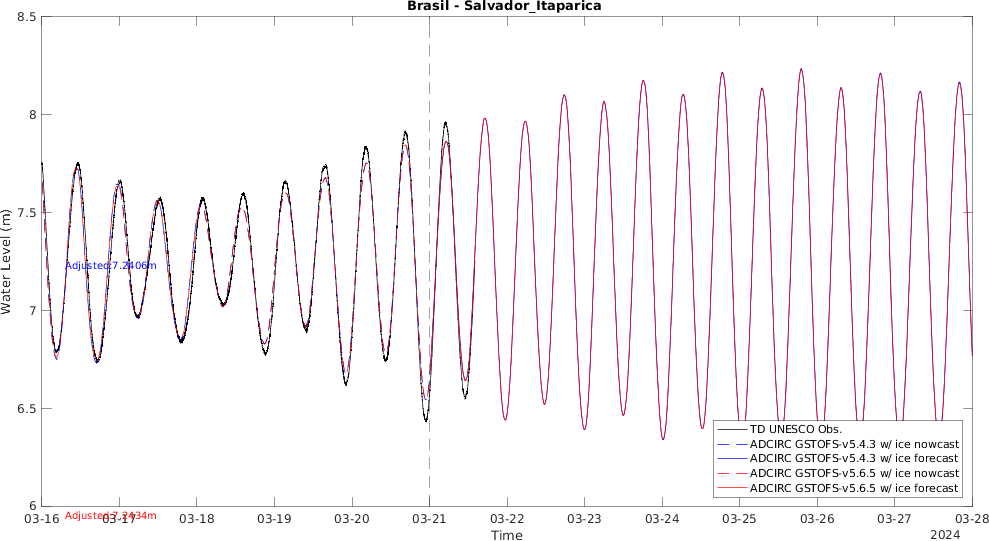 Brasil - Salvador_Itaparica
8.5
8
7.5
7
6.5
6
Water Level (m)
Adjusted:7.2406m
Adjusted:7.2434m
TD UNESCO Obs.
ADCIRC GSTOFS-v5.4.3 w/ ice nowcast
ADCIRC GSTOFS-v5.4.3 w/ ice forecast
ADCIRC GSTOFS-v5.6.5 w/ ice nowcast
ADCIRC GSTOFS-v5.6.5 w/ ice forecast
03-16 03-17 03-18 03-19 03-20 03-21 03-22 03-23 03-24 03-25 03-26 03-27 03-28
Time
2024